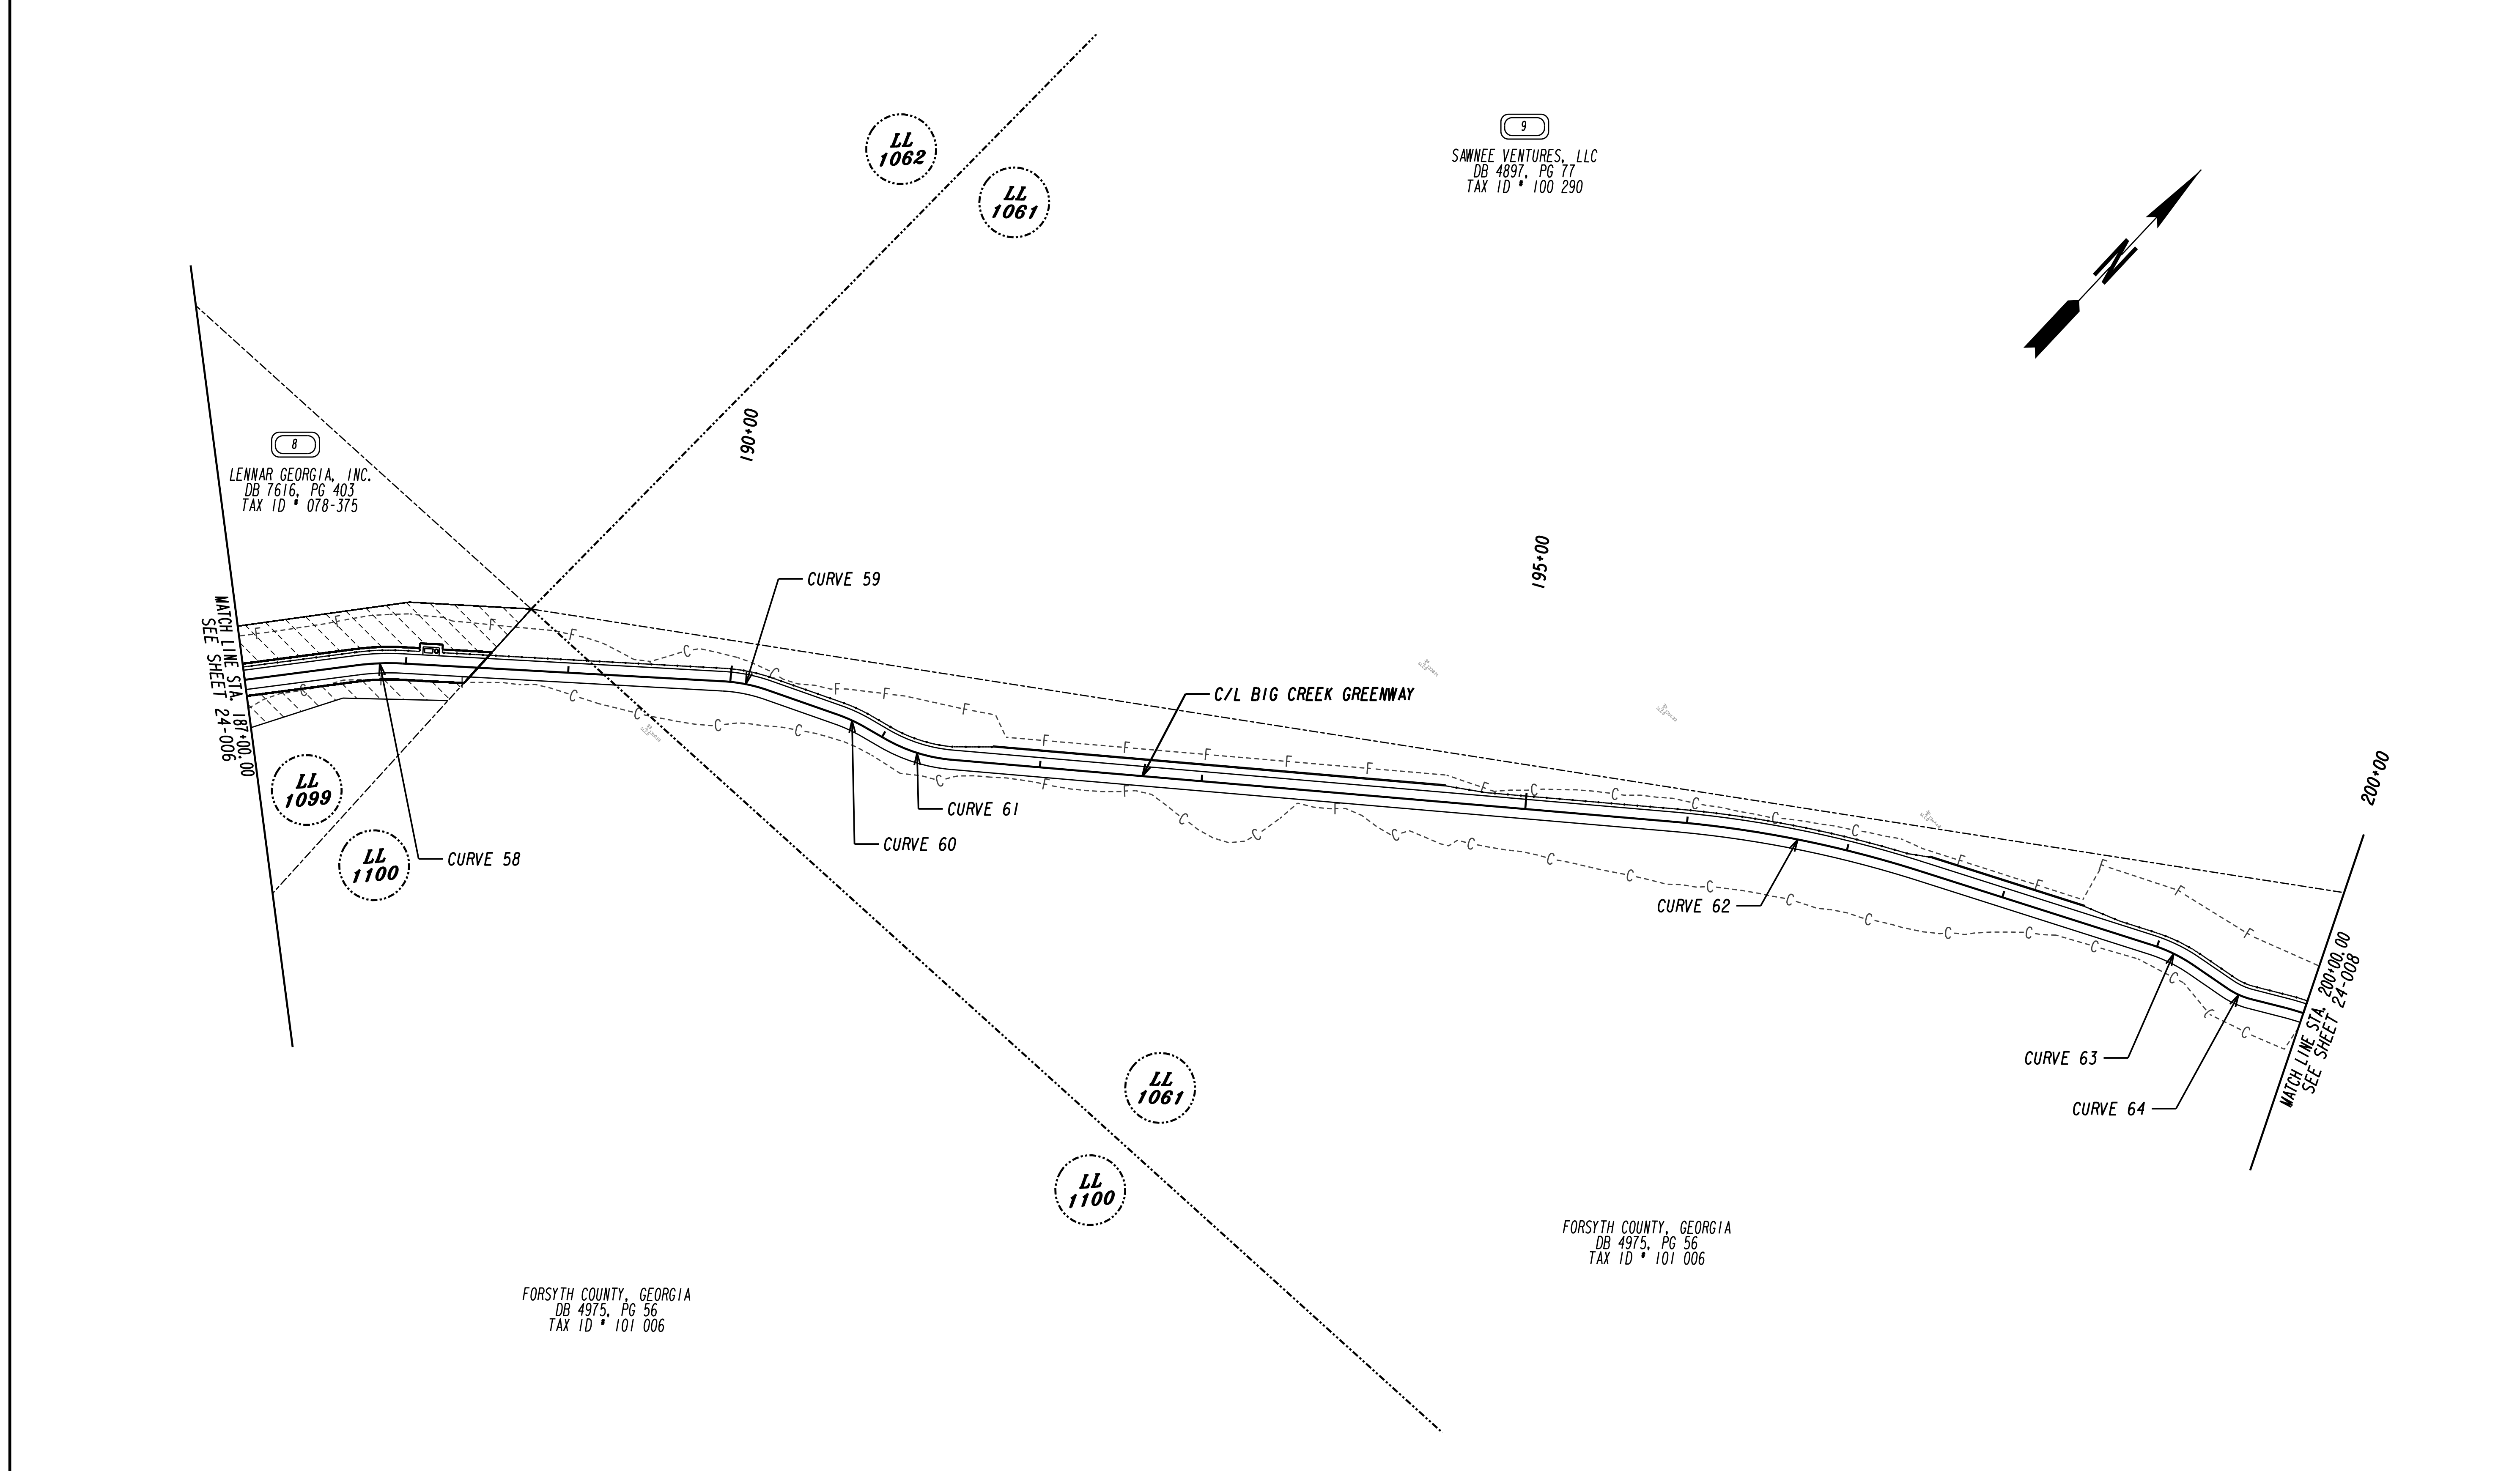 LL
1062
LL
1061
9
SAWNEE VENTURES, LLC
DB 4897, PG 77
TAX ID # 100 290
N
190+00
8
LENNAR GEORGIA, INC.
DB 7616, PG 403
TAX ID # 078-375
195+00
CURVE 59
MATCH LINE STA. 187+00.00
SEE SHEET 24-006
F
F
F
F
C
C
F
F
F
C
C
C
C
C
C/L BIG CREEK GREENWAY
F
F
F
F
F
F
C
C
C
C
C
F
F
F
F
C
F
F
C
C
F
C
C
C
C
C
C
C
C
C
C
C
C
C
C
200+00
LL
1099
LL
1100
CURVE 58
CURVE 60
CURVE 61
CURVE 62
CURVE 63
CURVE 64
MATCH LINE STA. 200+00.00
SEE SHEET 24-008
LL
1061
LL
1100
FORSYTH COUNTY, GEORGIA
DB 4975, PG 56
TAX ID # 101 006
FORSYTH COUNTY, GEORGIA
DB 4975, PG 56
TAX ID # 101 006